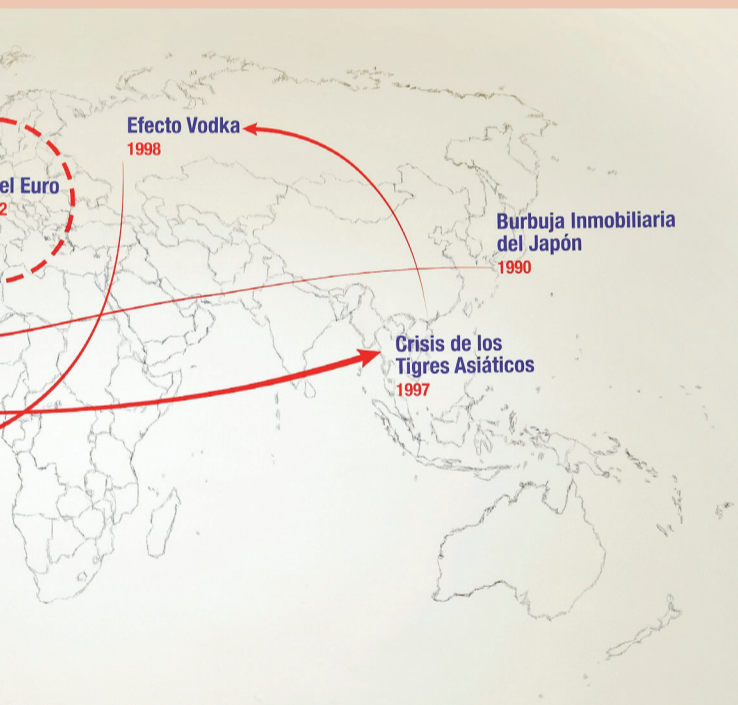 Efecto Vodka
1998
el Euro
2
Burbuja Inmobiliaria
del Japón
1990
Crisis de los
Tigres Asiáticos
1997